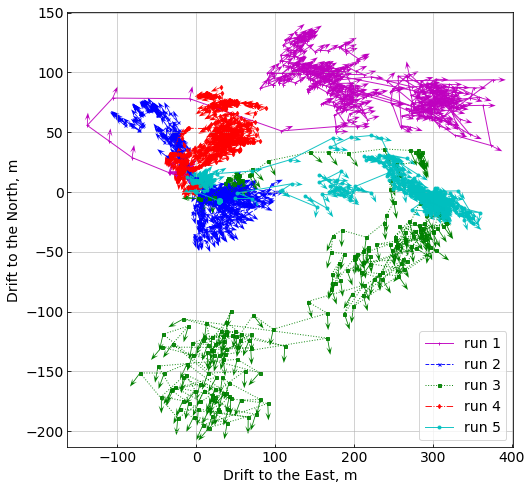 150
100
50
0
−50
−100
−150
−200
Drift to the North, m
run 1
run 2
run 3
run 4
run 5
−100 0 100 200 300 400
Drift to the East, m